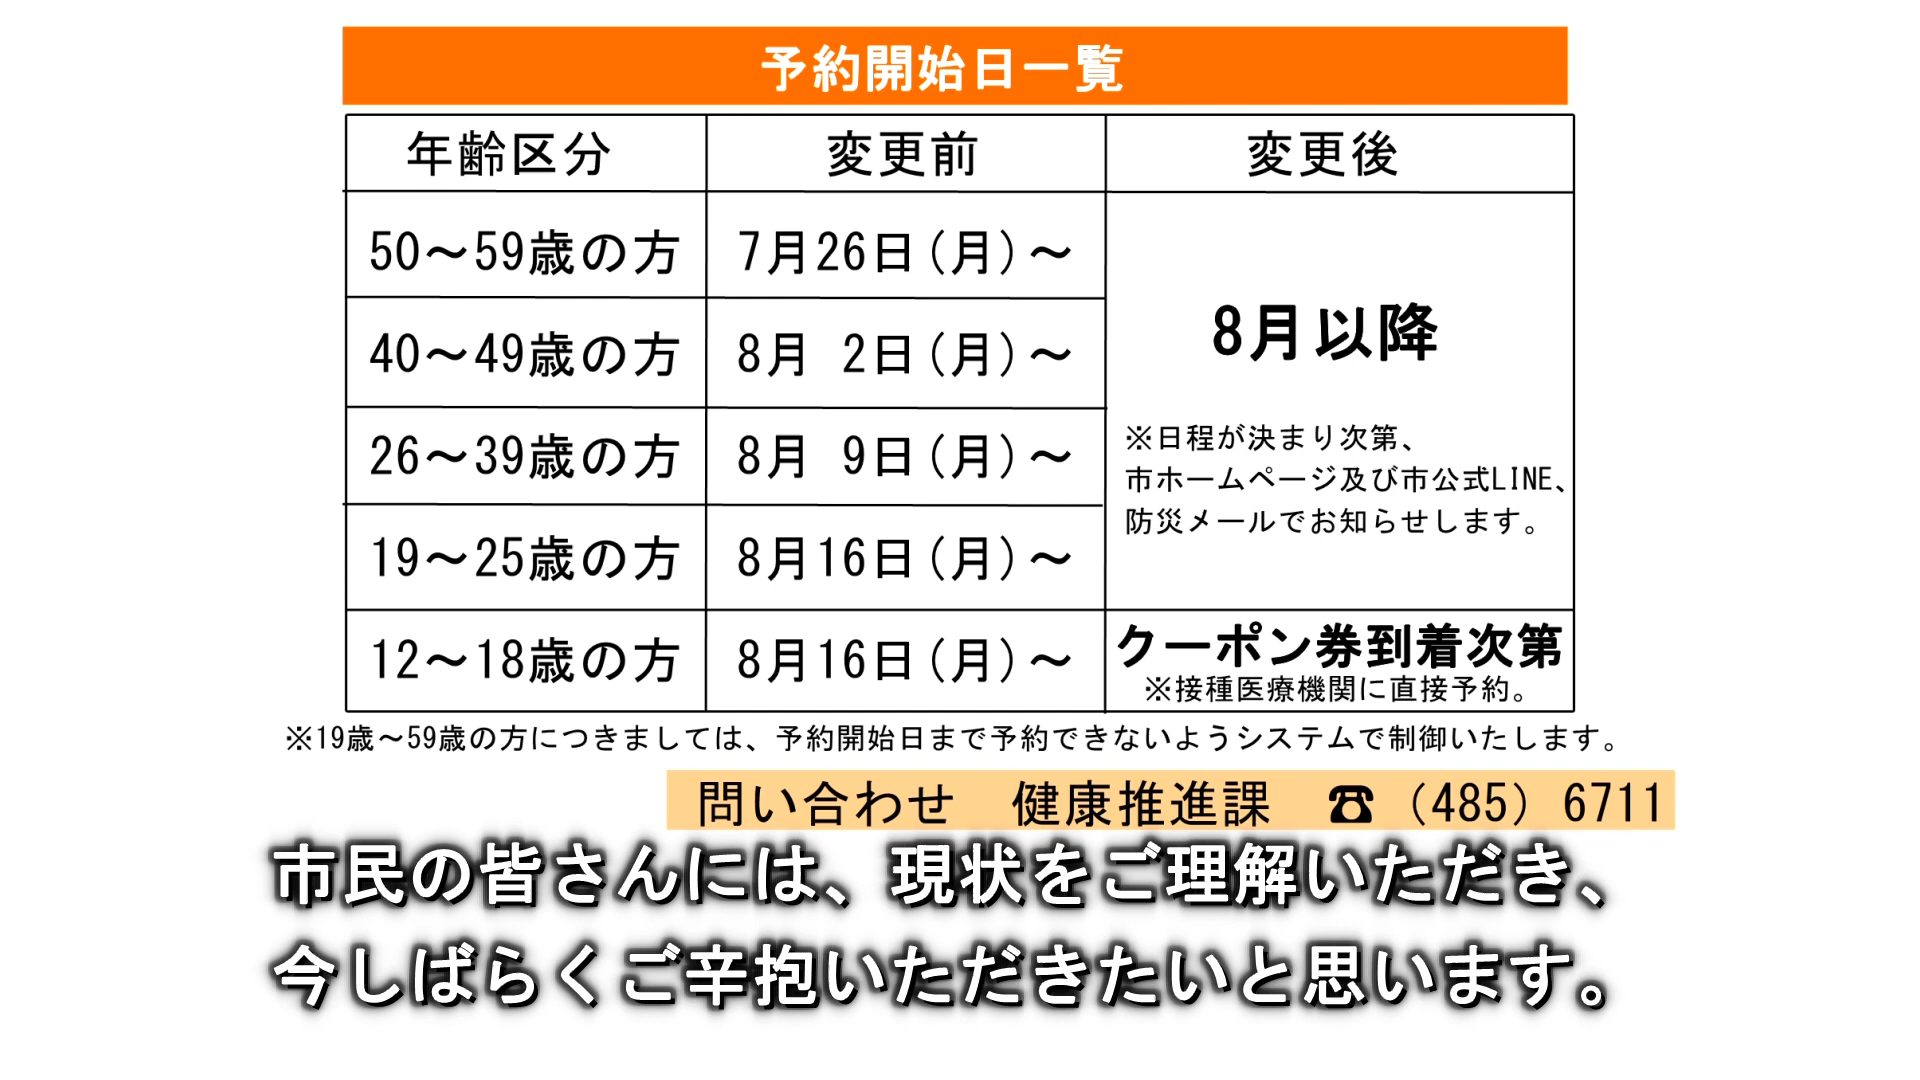 予約開始日一覧
年齢区分 変更前 変更後
50～59歳の方 7月26日(月)～
40～49歳の方 8月 2日(月)～
26～39歳の方 8月 9日(月)～
19～25歳の方 8月16日(月)～
8月以降
※日程が決まり次第、
市ホームページ及び市公式LINE、
防災メールでお知らせします。
12～18歳の方 8月16日(月)～ クーポン券到着次第
※接種医療機関に直接予約。
※19歳～59歳の方につきましては、予約開始日まで予約できないようシステムで制御いたします。
問い合わせ 健康推進課 ☎(485)6711
市民の皆さんには、現状をご理解いただき、
今しばらくご辛抱いただきたいと思います。